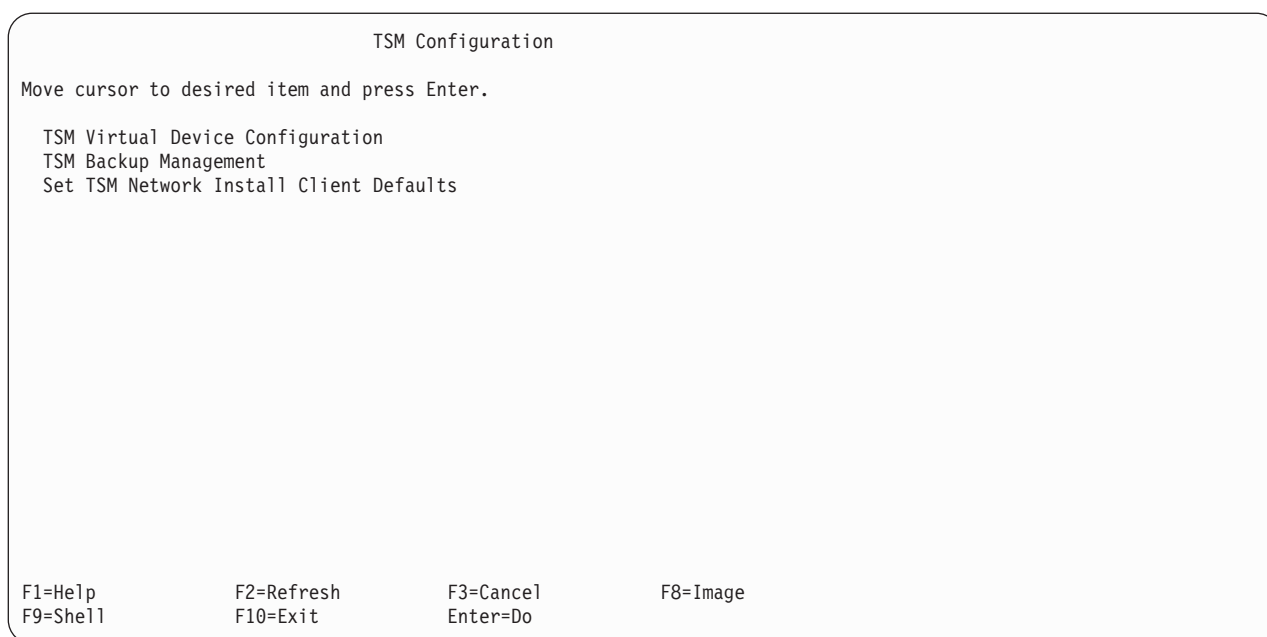 TSM Configuration
Move cursor to desired item and press Enter.
TSM Virtual Device Configuration
TSM Backup Management
Set TSM Network Install Client Defaults
F1=Help F2=Refresh F3=Cancel F8=Image
F9=Shell F10=Exit Enter=Do